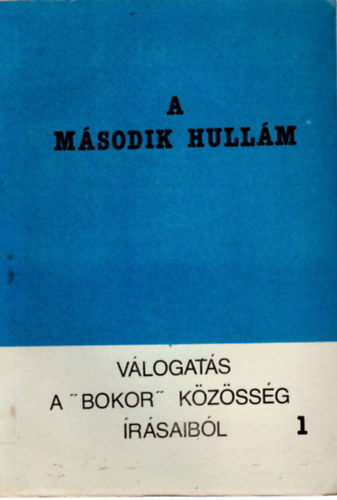 A
MÁSODIK HULLÁM
VÁLOGATÁS
A ˝BOKOR˝ KÖZÖSSÉG
ÍRÁSAIBÓL 1